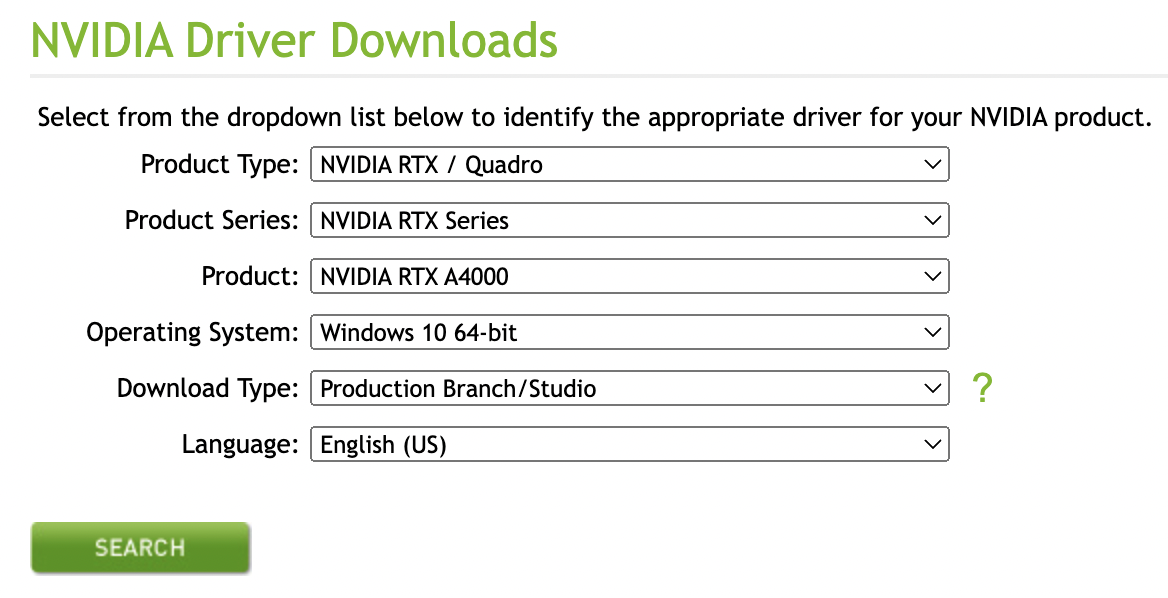 NVIDIA Driver Downloads
Select from the dropdown list below to identify the appropriate driver for your NVIDIA product.
Product Type: NVIDIA RTX / Quadro
Product Series: NVIDIA RTX Series
Product: NVIDIA RTX A4000
Operating System: Windows 10 64-bit
Download Type: Production Branch/Studio ?
Language: English (US)
SEARCH